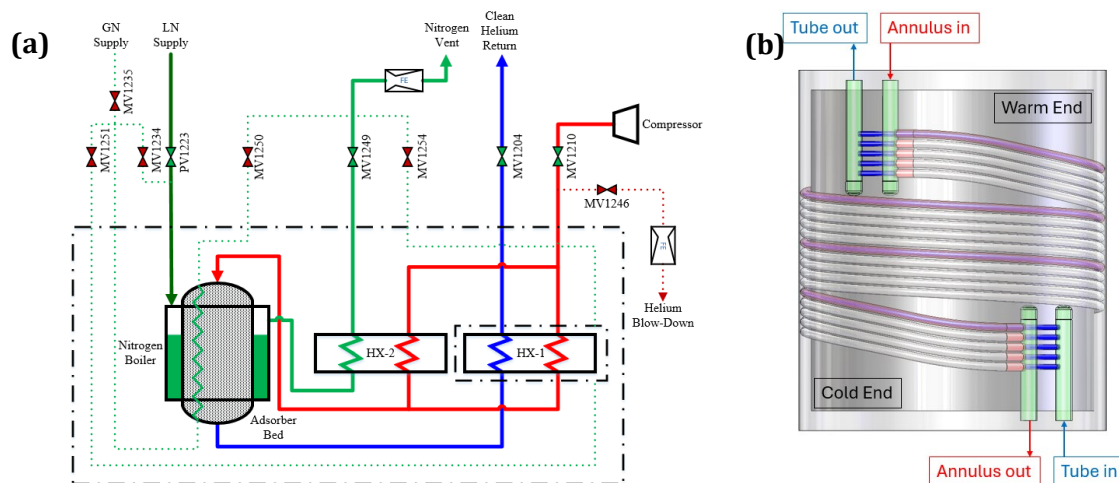 (a)
GN
Supply
LN
Supply
Nitrogen
Vent
Clean
Helium
Return
FE
Compressor
MV1235
MV1251
MV1234
PV1223
MV1250
MV1249
MV1254
MV1204
MV1210
MV1246
FE
Helium
Blow-Down
Nitrogen
Boiler
HX-2
HX-1
Adsorber
Bed
(b)
Tube out
Annulus in
Warm End
Cold End
Annulus out
Tube in